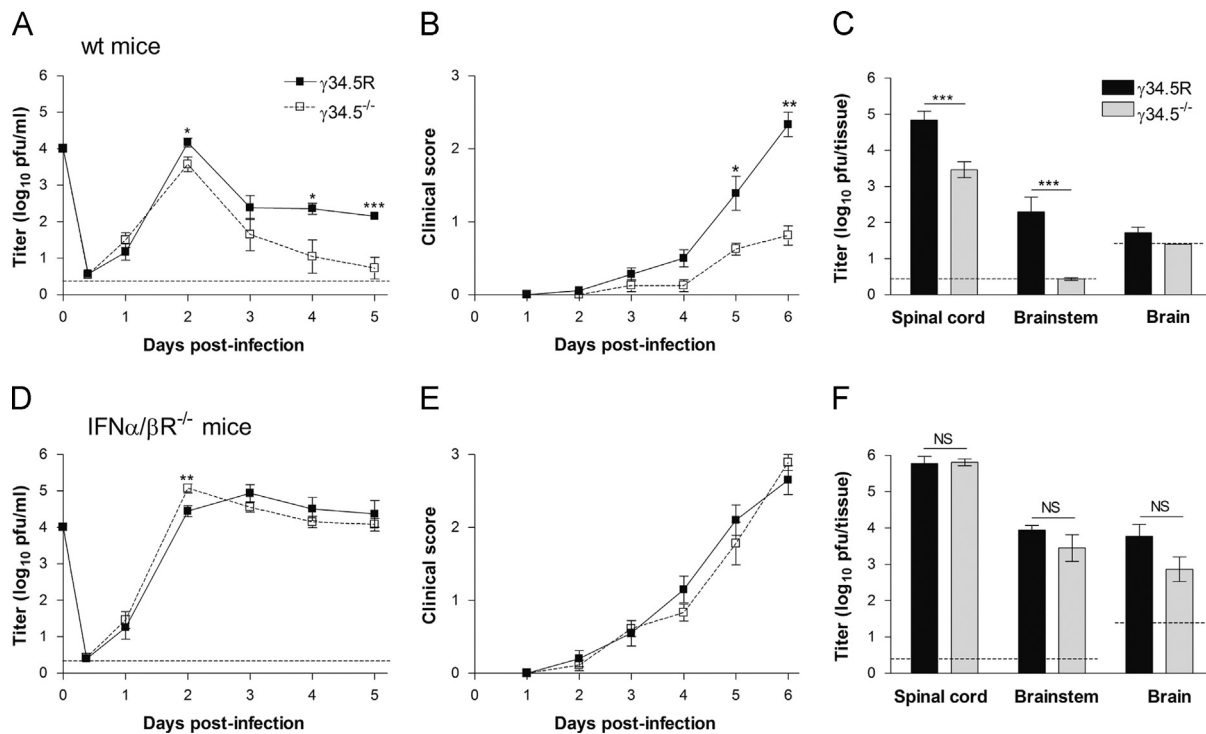 A
wt mice
γ34.5R
γ34.5-/-
Titer (log10 pfu/ml)
6
5
4
3
2
1
0
*
*
***
0 1 2 3 4 5
Days post-infection
B
Clinical score
3
2
1
0
*
**
0 1 2 3 4 5 6
Days post-infection
C
γ34.5R
γ34.5-/-
Titer (log10 pfu/tissue)
6
5
4
3
2
1
0
***
***
Spinal cord Brainstem Brain
D
IFNα/βR-/- mice
Titer (log10 pfu/ml)
6
5
4
3
2
1
0
**
0 1 2 3 4 5
Days post-infection
E
Clinical score
3
2
1
0
0 1 2 3 4 5 6
Days post-infection
F
Titer (log10 pfu/tissue)
6
5
4
3
2
1
0
NS
NS
NS
Spinal cord Brainstem Brain